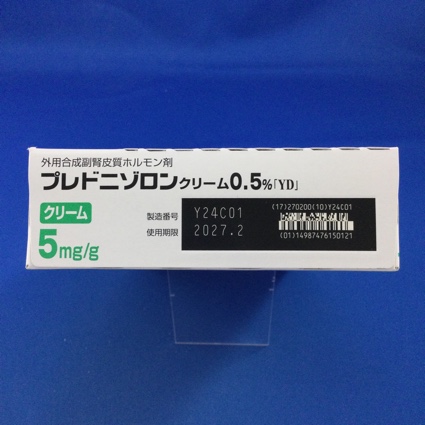 外用合成副腎皮質ホルモン剤
プレドニゾロンクリーム0.5%「YD」
クリーム
5mg/g
製造番号 Y24C01
使用期限 2027.2
(17)270200(10)Y24C01
(01)14987476150121